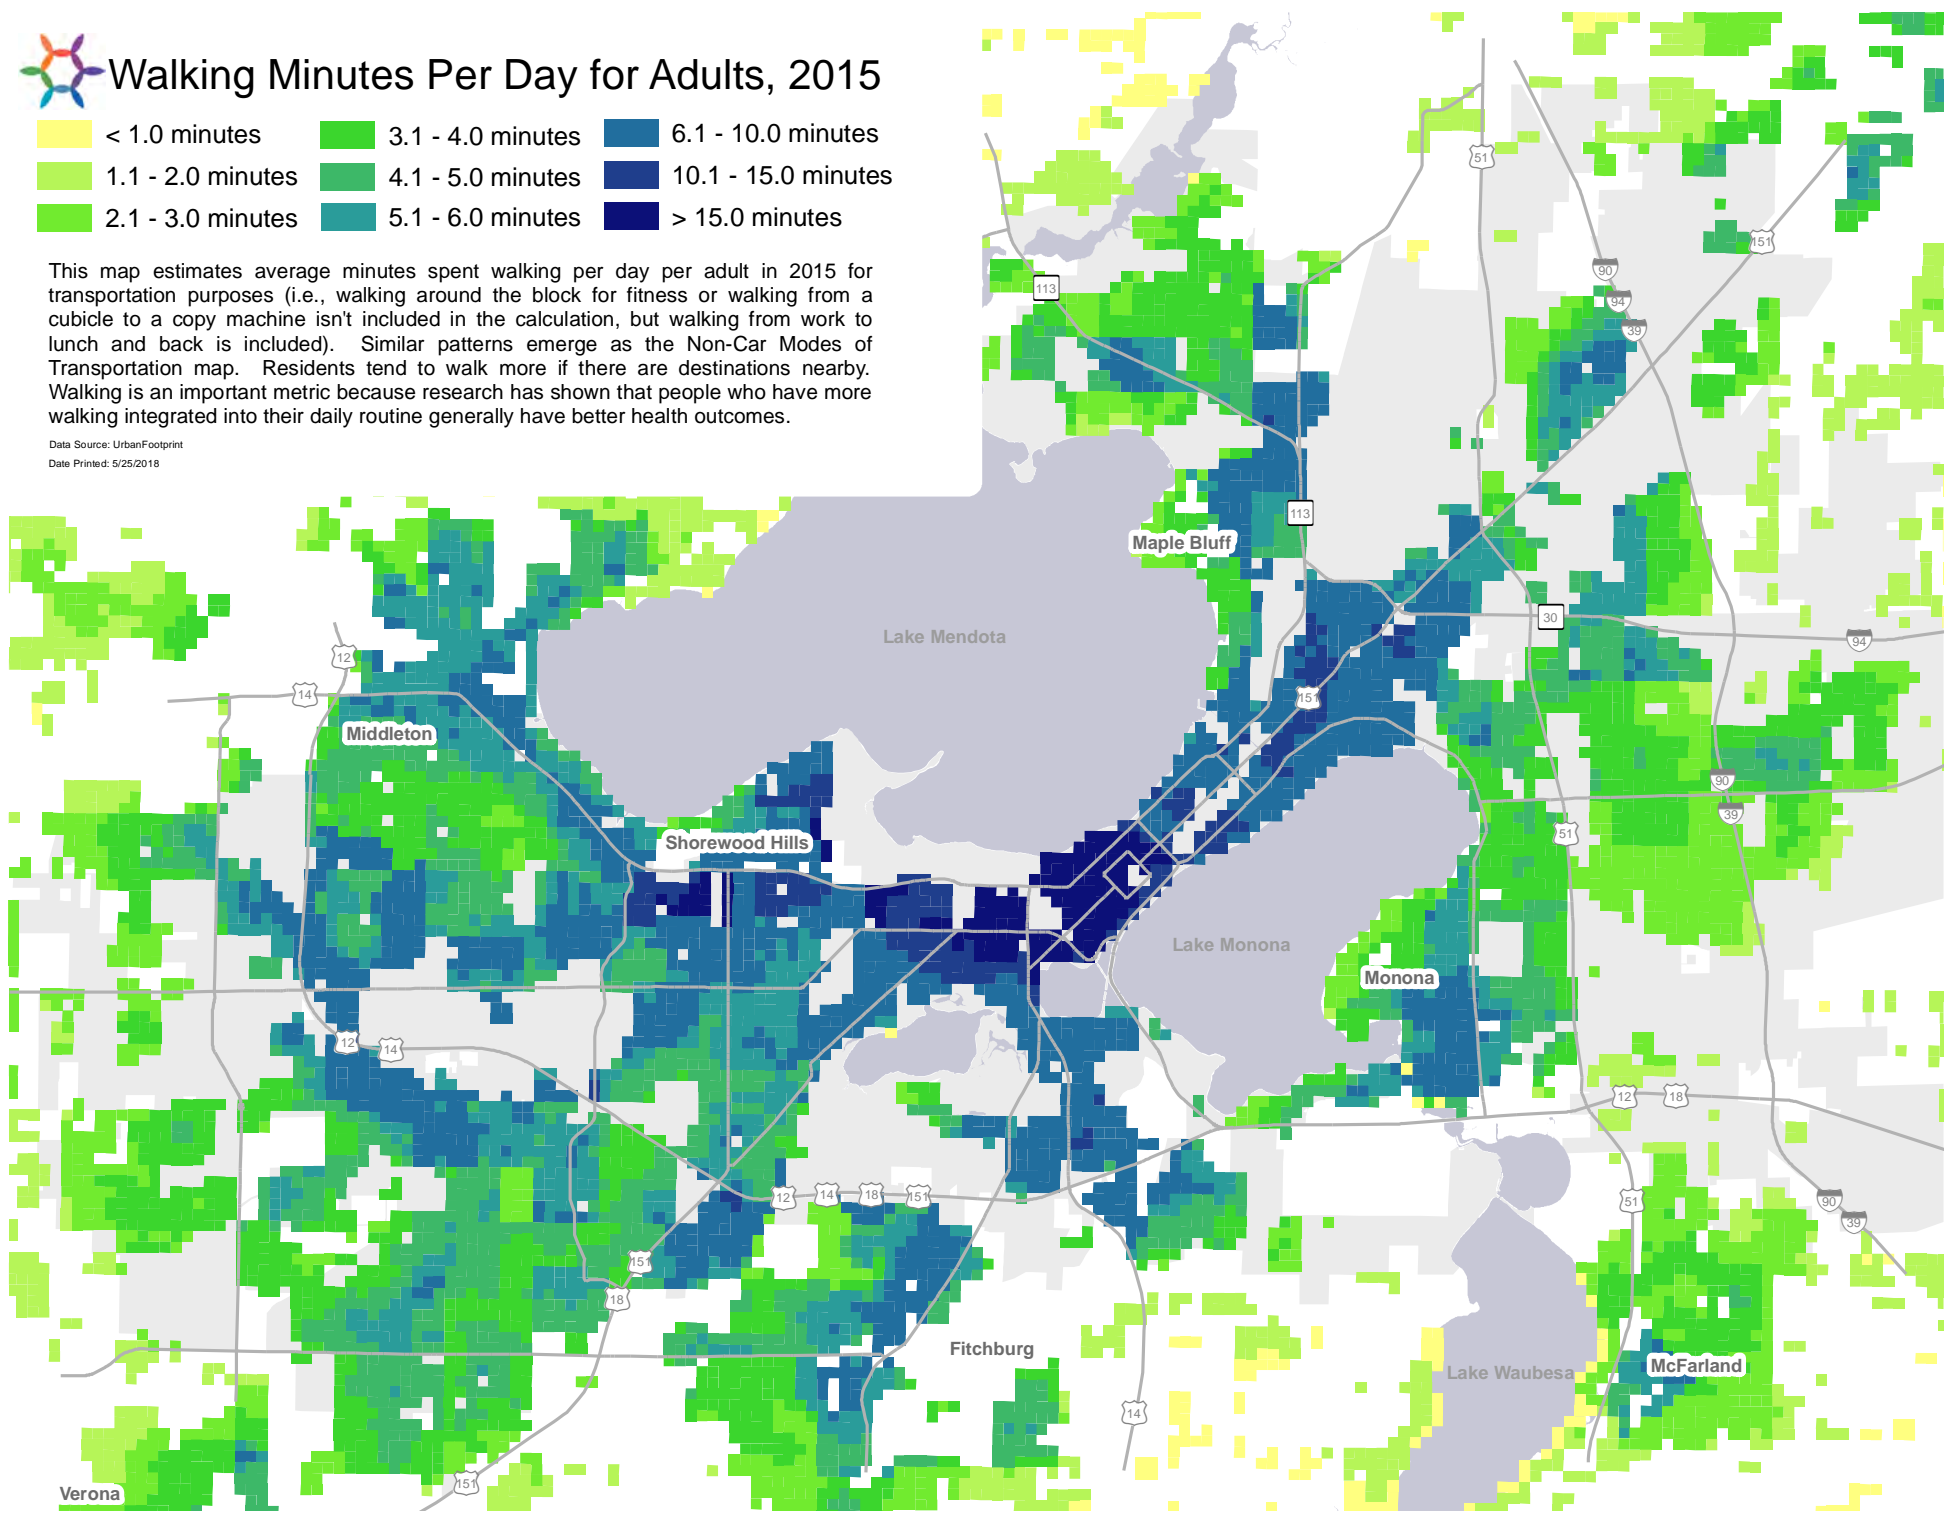 Walking Minutes Per Day for Adults, 2015
< 1.0 minutes
1.1 - 2.0 minutes
2.1 - 3.0 minutes
3.1 - 4.0 minutes
4.1 - 5.0 minutes
5.1 - 6.0 minutes
6.1 - 10.0 minutes
10.1 - 15.0 minutes
> 15.0 minutes
This map estimates average minutes spent walking per day per adult in 2015 for
transportation purposes (i.e., walking around the block for fitness or walking from a
cubicle to a copy machine isn't included in the calculation, but walking from work to
lunch and back is included). Similar patterns emerge as the Non-Car Modes of
Transportation map. Residents tend to walk more if there are destinations nearby.
Walking is an important metric because research has shown that people who have more
walking integrated into their daily routine generally have better health outcomes.
Data Source: UrbanFootprint
Date Printed: 5/25/2018
51
151
90
94
39
113
113
Maple Bluff
30
94
Lake Mendota
12
14
151
Middleton
90
39
51
Shorewood Hills
Lake Monona
Monona
12
14
12
18
12
14
18
151
51
90
39
151
18
Fitchburg
Lake Waubesa
McFarland
14
151
Verona